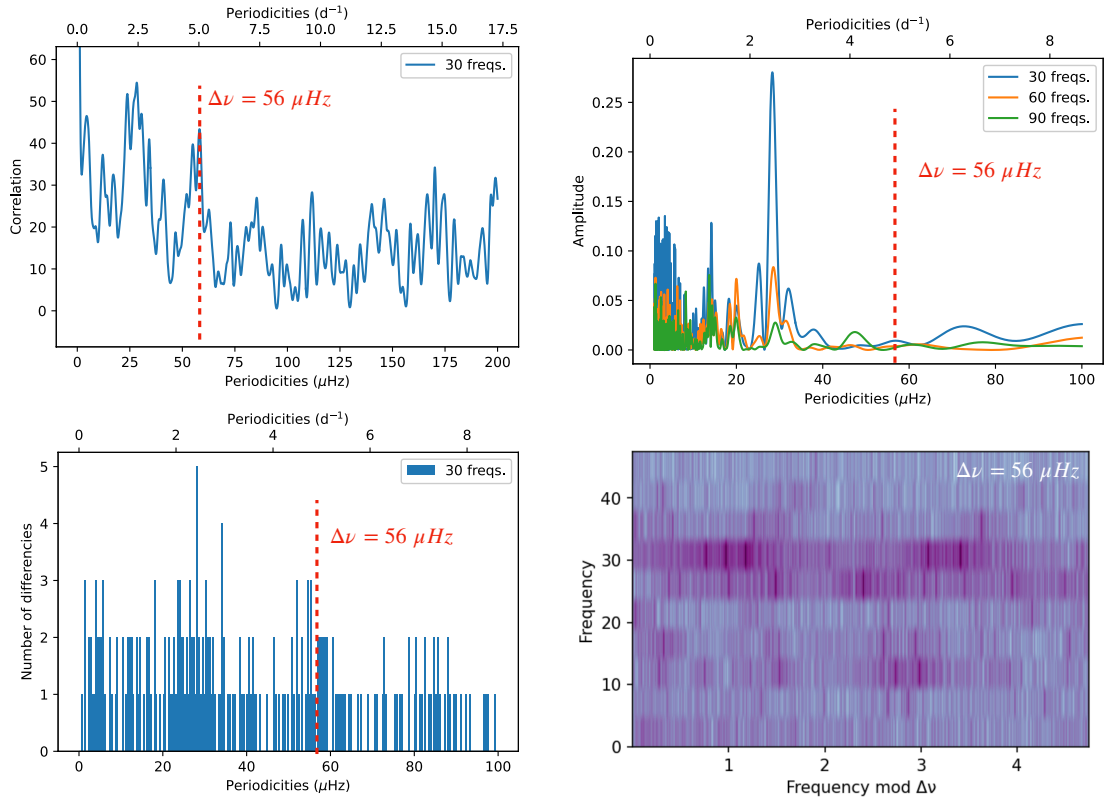 Periodicities (d⁻¹)
0.0 2.5 5.0 7.5 10.0 12.5 15.0 17.5
60
50
40
30
20
10
0
Correlation
30 freqs.
Δν = 56 μHz
0 25 50 75 100 125 150 175 200
Periodicities (μHz)
Periodicities (d⁻¹)
0 2 4 6 8
0.25
0.20
0.15
0.10
0.05
0.00
Amplitude
30 freqs.
60 freqs.
90 freqs.
Δν = 56 μHz
0 20 40 60 80 100
Periodicities (μHz)
Periodicities (d⁻¹)
0 2 4 6 8
5
4
3
2
1
0
Number of differencies
30 freqs.
Δν = 56 μHz
0 20 40 60 80 100
Periodicities (μHz)
Δν = 56 μHz
40
30
20
10
0
Frequency
1 2 3 4
Frequency mod Δν